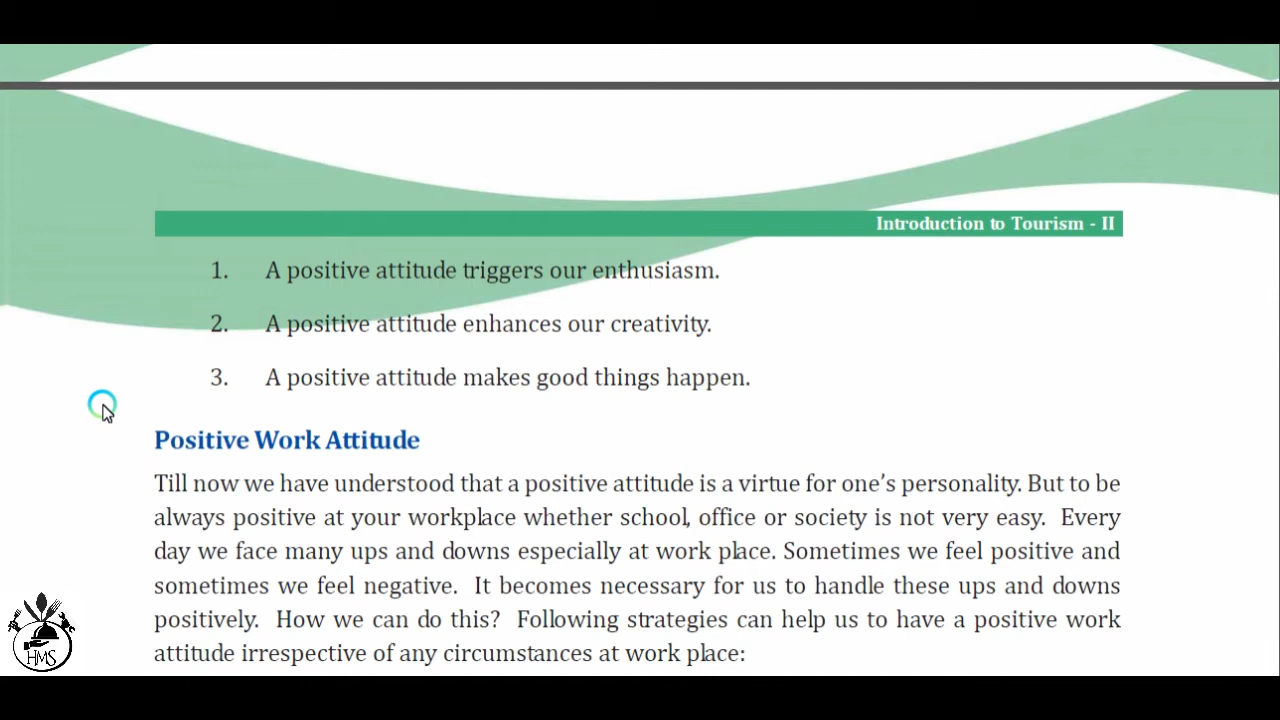 Introduction to Tourism - II
1. A positive attitude triggers our enthusiasm.
2. A positive attitude enhances our creativity.
3. A positive attitude makes good things happen.
Positive Work Attitude
Till now we have understood that a positive attitude is a virtue for one's personality. But to be
always positive at your workplace whether school, office or society is not very easy. Every
day we face many ups and downs especially at work place. Sometimes we feel positive and
sometimes we feel negative. It becomes necessary for us to handle these ups and downs
positively. How we can do this? Following strategies can help us to have a positive work
attitude irrespective of any circumstances at work place:
HMS